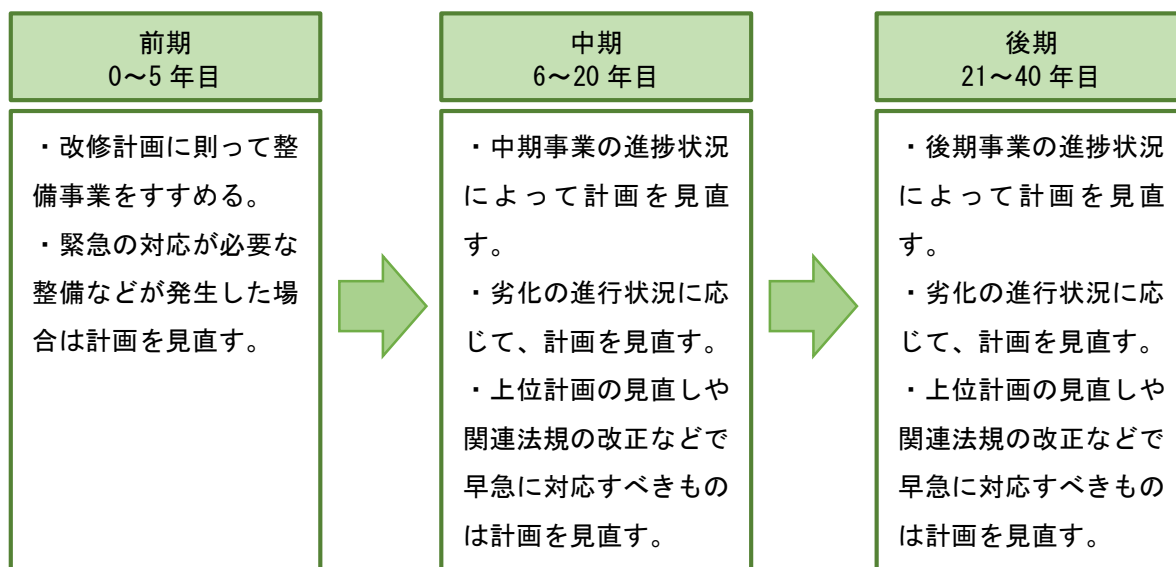 前期
0～5 年目
・改修計画に則って整
備事業をすすめる。
・緊急の対応が必要な
整備などが発生した場
合は計画を見直す。
中期
6～20 年目
・中期事業の進捗状況
によって計画を見直
す。
・劣化の進行状況に応
じて、計画を見直す。
・上位計画の見直しや
関連法規の改正などで
早急に対応すべきもの
は計画を見直す。
後期
21～40 年目
・後期事業の進捗状況
によって計画を見直
す。
・劣化の進行状況に応
じて、計画を見直す。
・上位計画の見直しや
関連法規の改正などで
早急に対応すべきもの
は計画を見直す。